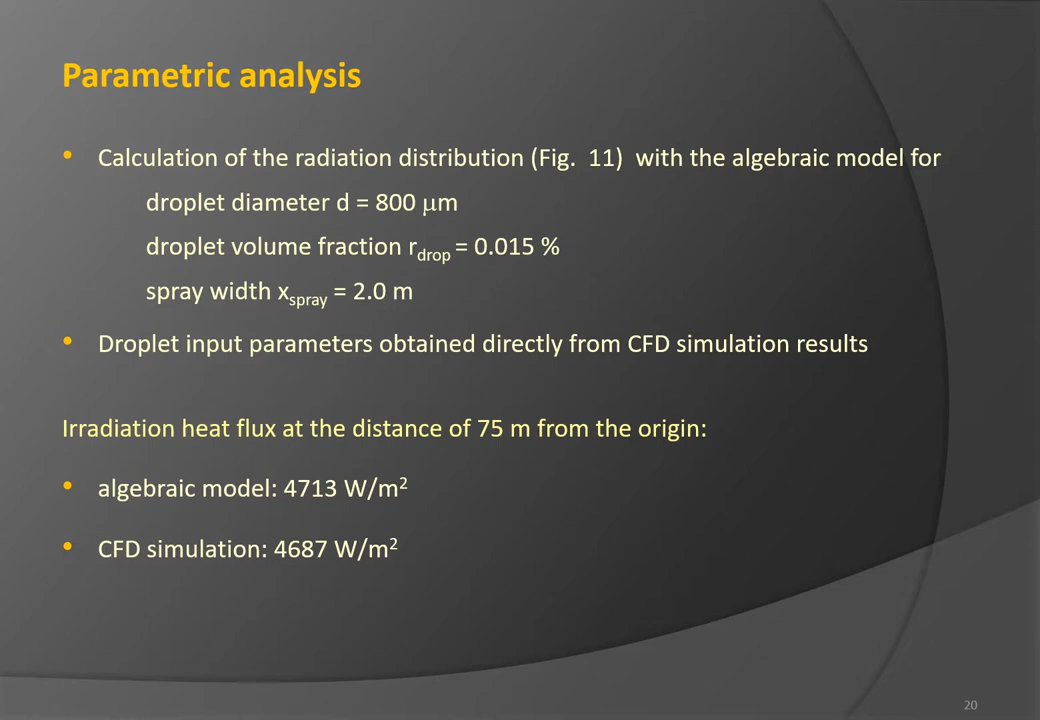 Parametric analysis
• Calculation of the radiation distribution (Fig. 11) with the algebraic model for
droplet diameter d = 800 μm
droplet volume fraction r_drop = 0.015 %
spray width x_spray = 2.0 m
• Droplet input parameters obtained directly from CFD simulation results
Irradiation heat flux at the distance of 75 m from the origin:
• algebraic model: 4713 W/m²
• CFD simulation: 4687 W/m²
20